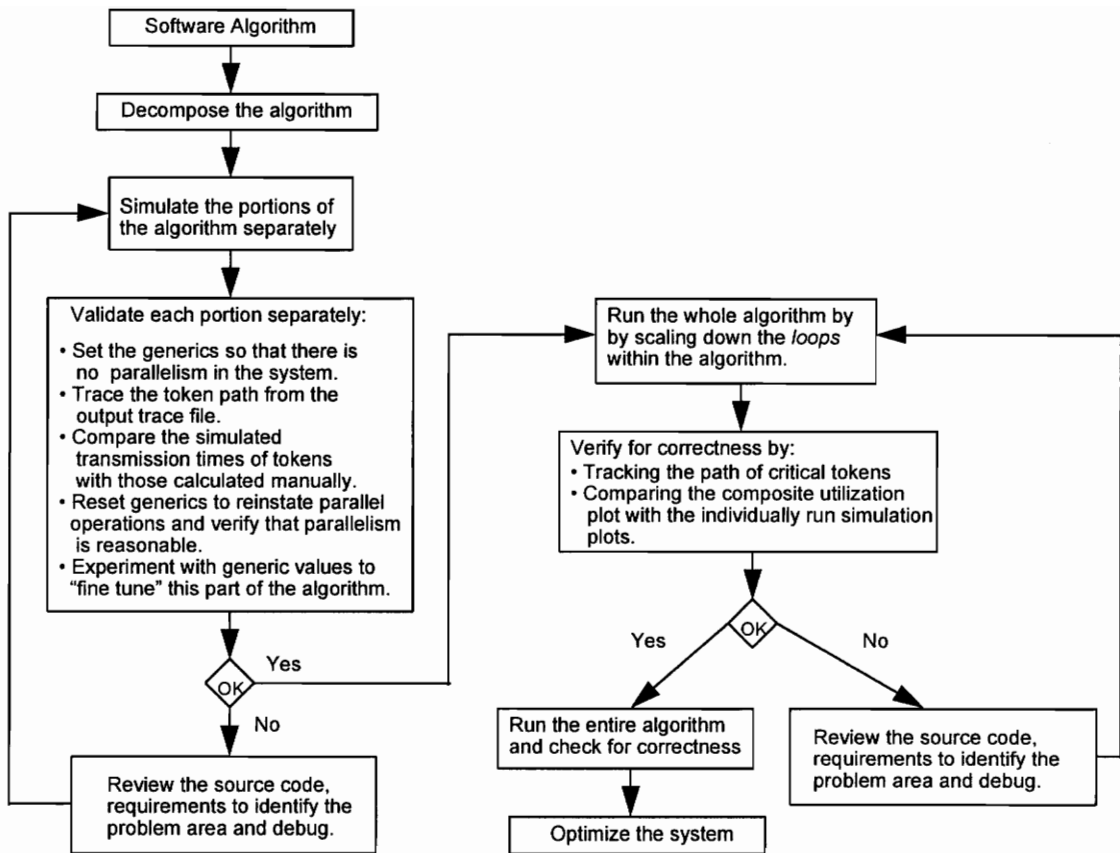 Software Algorithm
Decompose the algorithm
Simulate the portions of
the algorithm separately
Validate each portion separately:
• Set the generics so that there is
no parallelism in the system.
• Trace the token path from the
output trace file.
• Compare the simulated
transmission times of tokens
with those calculated manually.
• Reset generics to reinstate parallel
operations and verify that parallelism
is reasonable.
• Experiment with generic values to
“fine tune” this part of the algorithm.
OK
Yes
No
Review the source code,
requirements to identify the
problem area and debug.
Run the whole algorithm by
by scaling down the loops
within the algorithm.
Verify for correctness by:
• Tracking the path of critical tokens
• Comparing the composite utilization
plot with the individually run simulation
plots.
OK
Yes
No
Run the entire algorithm
and check for correctness
Optimize the system
Review the source code,
requirements to identify the
problem area and debug.